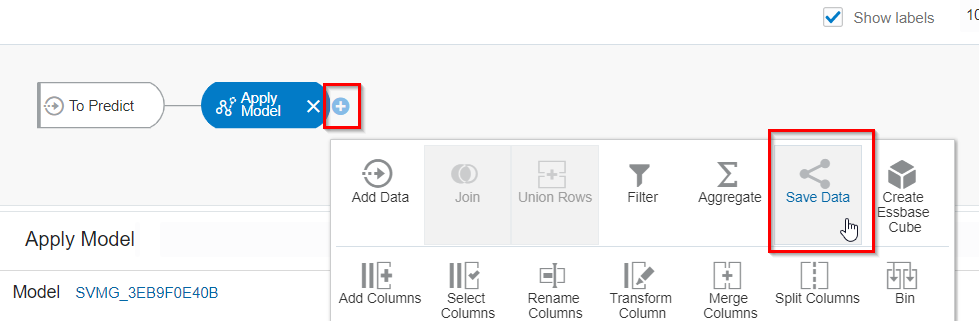 Show labels
10
To Predict
Apply
Model
Add Data
Join
Union Rows
Filter
Aggregate
Save Data
Create
Essbase
Cube
Apply Model
Model SVMG_3EB9F0E40B
Add Columns
Select
Columns
Rename
Columns
Transform
Column
Merge
Columns
Split Columns
Bin